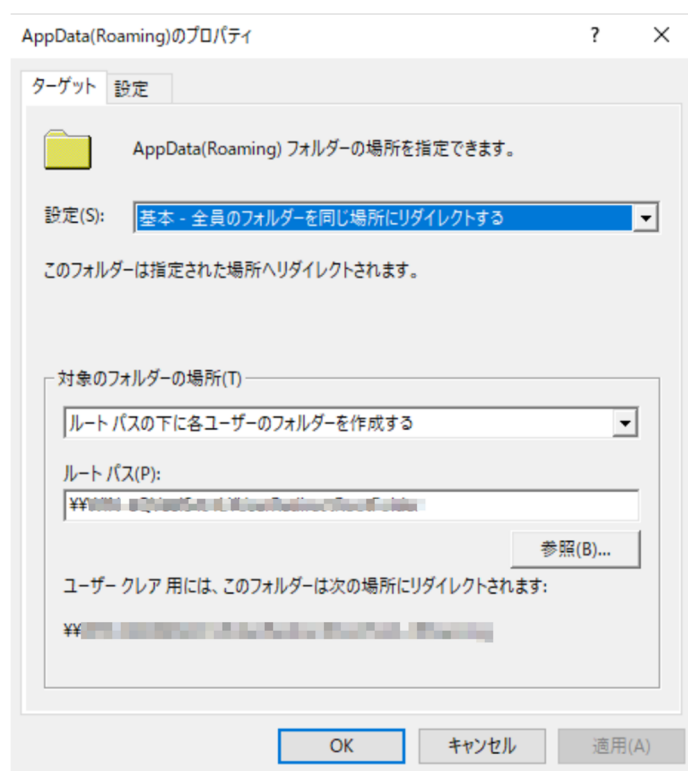 AppData(Roaming)のプロパティ
?
ターゲット
設定
AppData(Roaming) フォルダーの場所を指定できます。
設定(S):
基本 - 全員のフォルダーを同じ場所にリダイレクトする
このフォルダーは指定された場所へリダイレクトされます。
対象のフォルダーの場所(T)
ルート パスの下に各ユーザーのフォルダーを作成する
ルート パス(P):
¥¥
参照(B)...
ユーザー クレア 用には、このフォルダーは次の場所にリダイレクトされます:
¥¥
OK
キャンセル
適用(A)